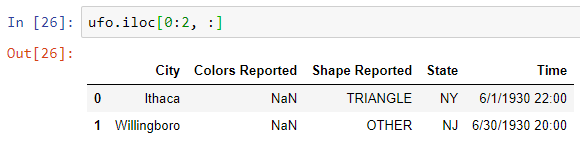 In [26]: ufo.iloc[0:2, :]
Out[26]:
City Colors Reported Shape Reported State Time
0 Ithaca NaN TRIANGLE NY 6/1/1930 22:00
1 Willingboro NaN OTHER NJ 6/30/1930 20:00